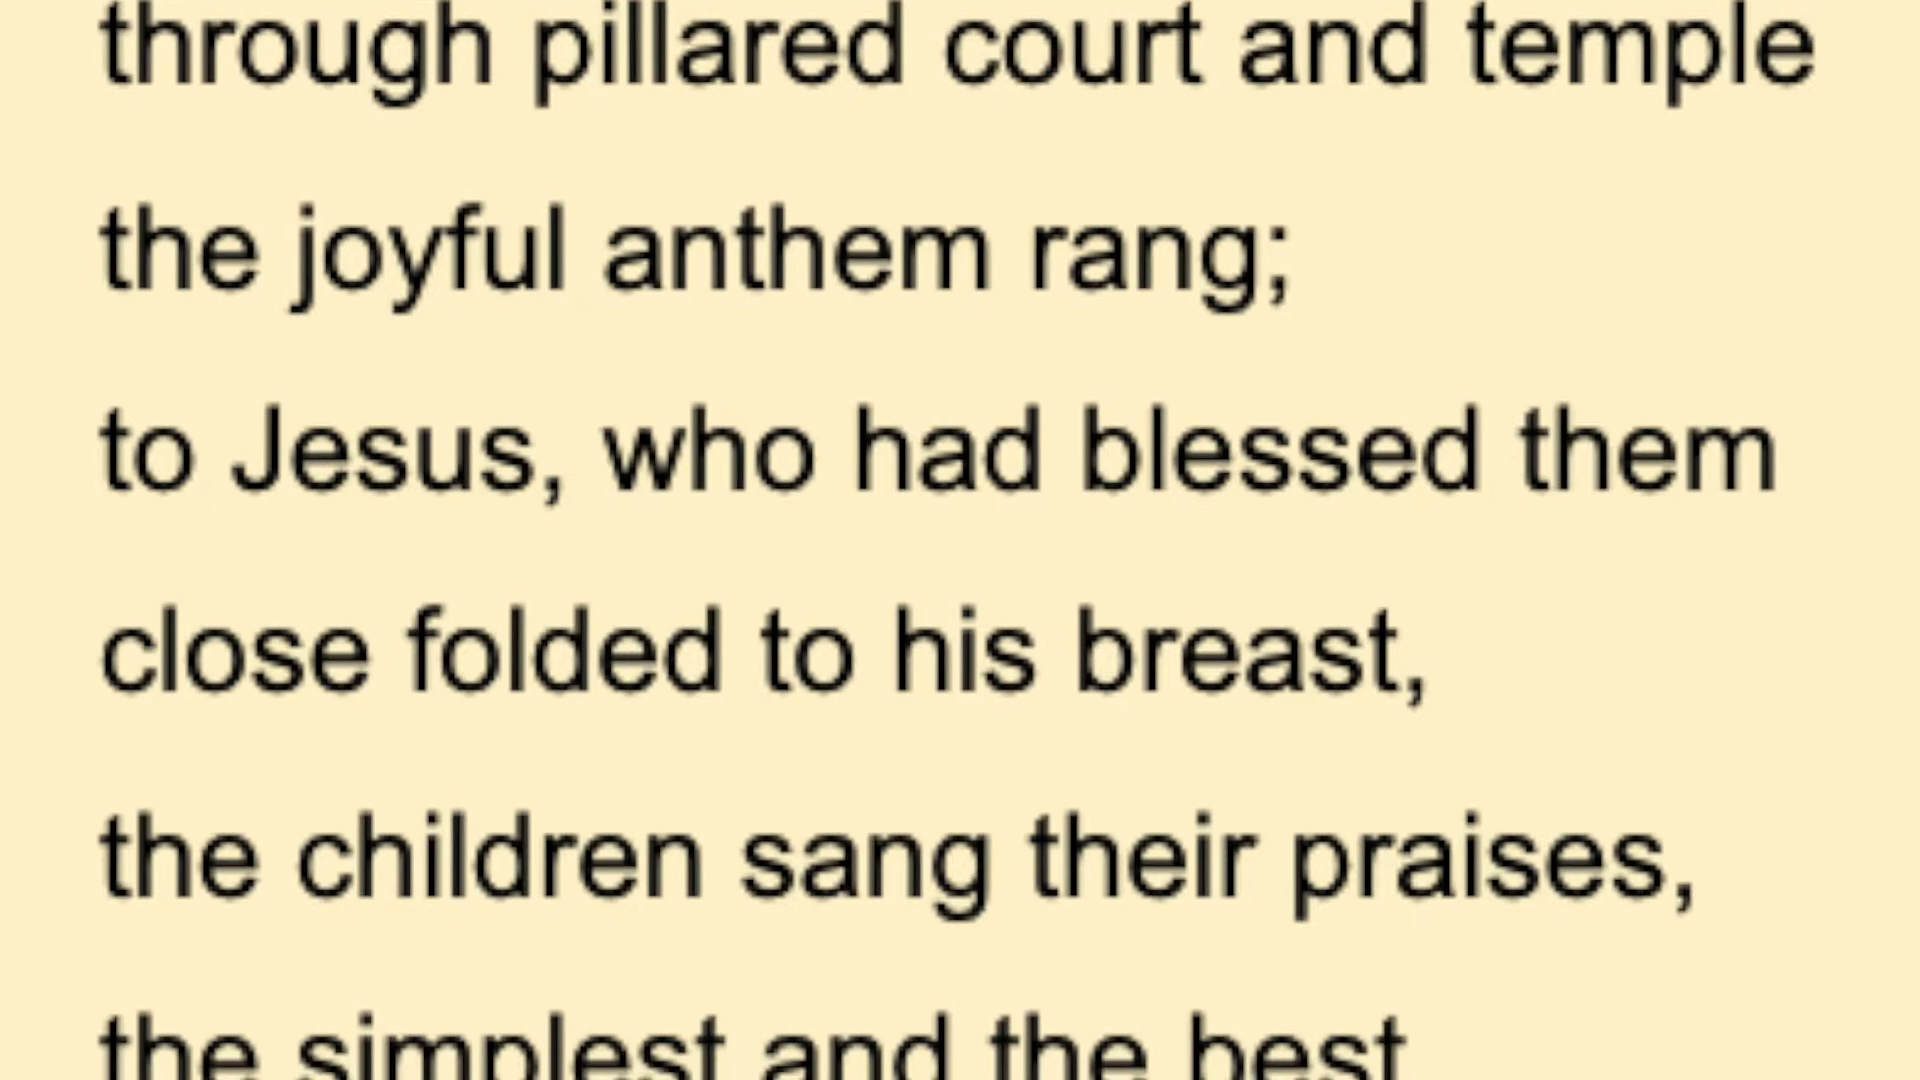 through pillared court and temple
the joyful anthem rang;
to Jesus, who had blessed them
close folded to his breast,
the children sang their praises,
the simplest and the best